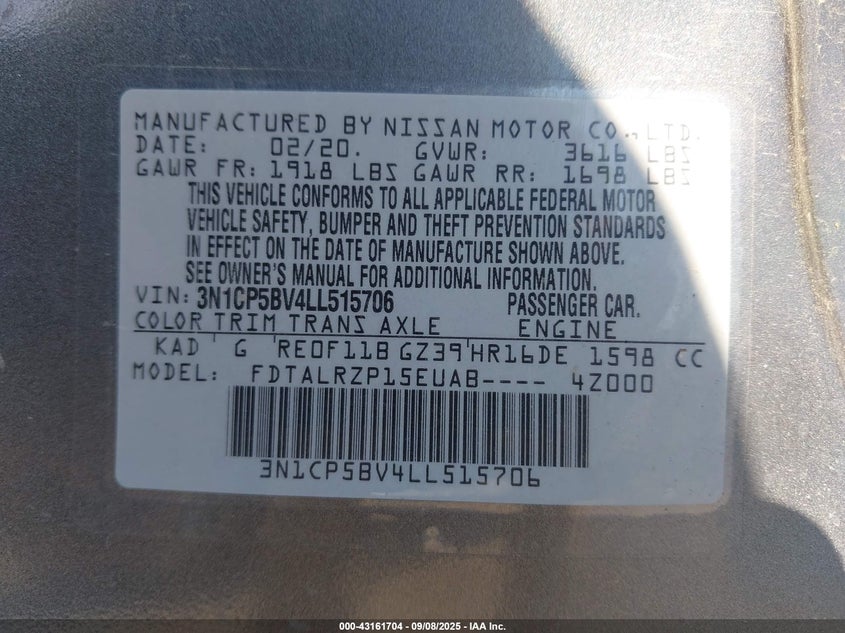 MANUFACTURED BY NISSAN MOTOR CO., LTD.
DATE: 02/20. GVWR: 3616 LBS
GAWR FR: 1918 LBS GAWR RR: 1698 LBS
THIS VEHICLE CONFORMS TO ALL APPLICABLE FEDERAL MOTOR
VEHICLE SAFETY, BUMPER AND THEFT PREVENTION STANDARDS
IN EFFECT ON THE DATE OF MANUFACTURE SHOWN ABOVE.
SEE OWNER'S MANUAL FOR ADDITIONAL INFORMATION.
VIN: 3N1CP5BV4LL515706 PASSENGER CAR.
COLOR TRIM TRANS AXLE ENGINE
KAD G RE0F11B GZ39 HR16DE 1598 CC
MODEL: FDTALRZP15EUAB---- 4Z000
3N1CP5BV4LL515706
000-43161704 - 09/08/2025 - IAA Inc.